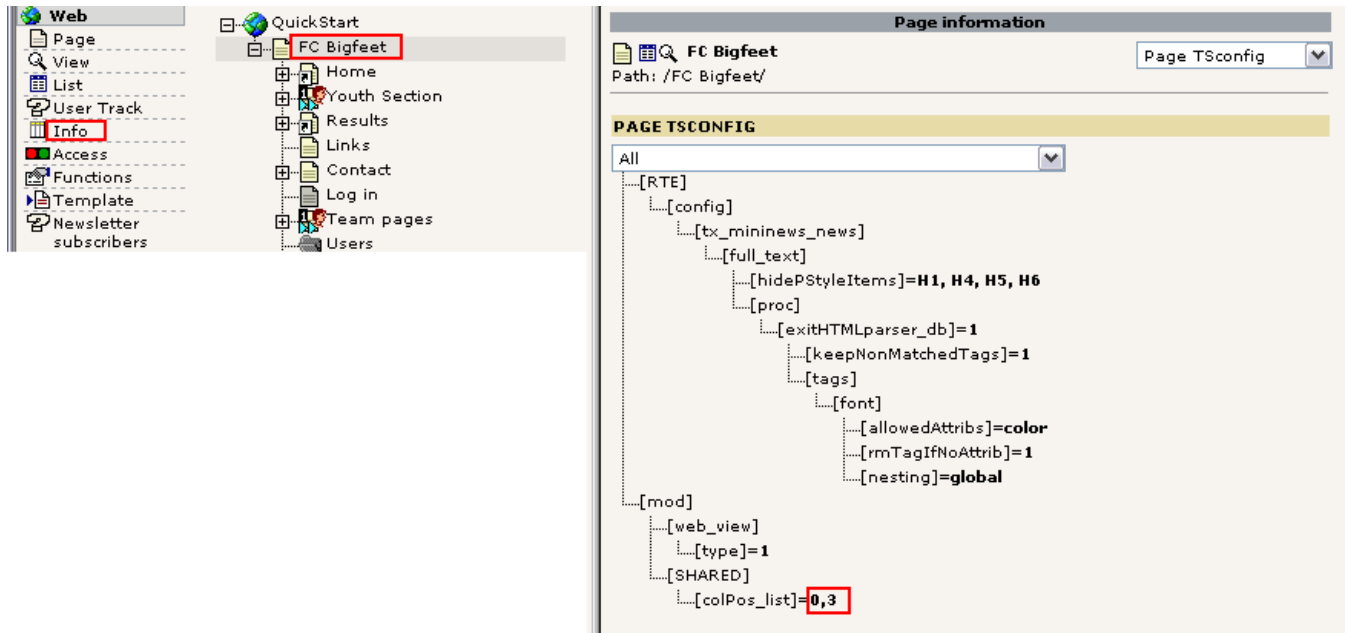 Web
Page
View
List
User Track
Info
Access
Functions
Template
Newsletter
subscribers
QuickStart
FC Bigfeet
Home
Youth Section
Results
Links
Contact
Log in
Team pages
Users
Page information
FC Bigfeet
Page TSconfig
Path: /FC Bigfeet/
PAGE TSCONFIG
All
[RTE]
[config]
[tx_mininews_news]
[full_text]
[hidePStyleItems]=H1, H4, H5, H6
[proc]
[exitHTMLparser_db]=1
[keepNonMatchedTags]=1
[tags]
[font]
[allowedAttribs]=color
[rmTagIfNoAttrib]=1
[nesting]=global
[mod]
[web_view]
[type]=1
[SHARED]
[colPos_list]=0,3